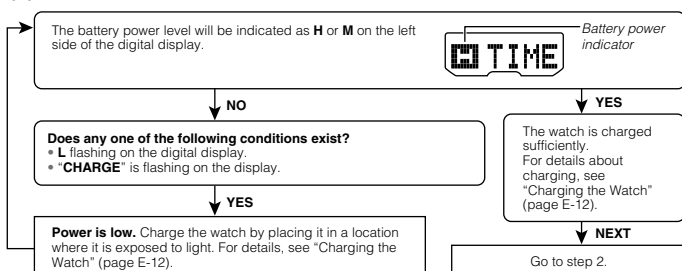 The battery power level will be indicated as H or M on the left
side of the digital display.
TIME
Battery power
indicator
NO
YES
Does any one of the following conditions exist?
• L flashing on the digital display.
• “CHARGE” is flashing on the display.
The watch is charged
sufficiently.
For details about
charging, see
“Charging the Watch”
(page E-12).
YES
NEXT
Power is low. Charge the watch by placing it in a location
where it is exposed to light. For details, see “Charging the
Watch” (page E-12).
Go to step 2.